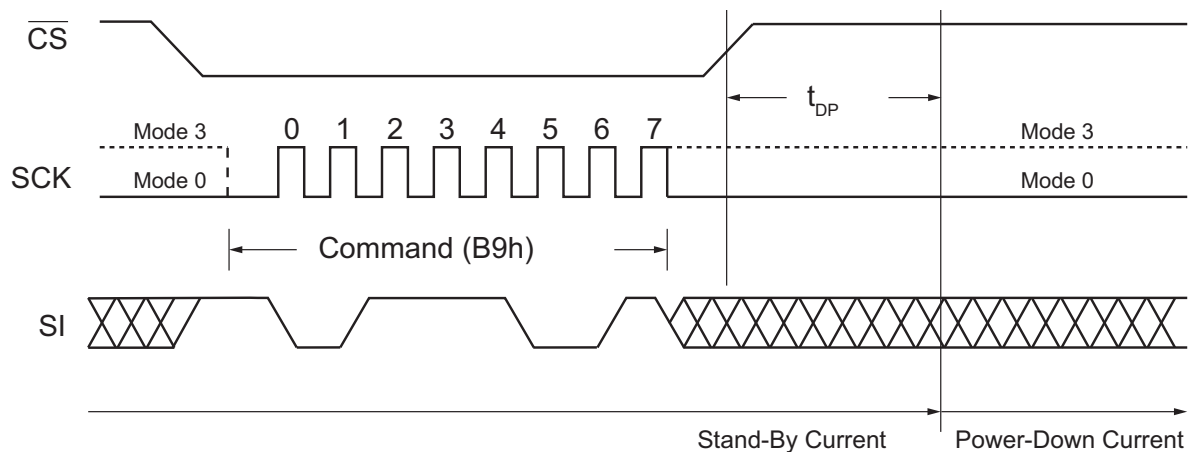 CS
t_DP
Mode 3
0 1 2 3 4 5 6 7
Mode 3
SCK
Mode 0
Mode 0
Command (B9h)
SI
Stand-By Current
Power-Down Current